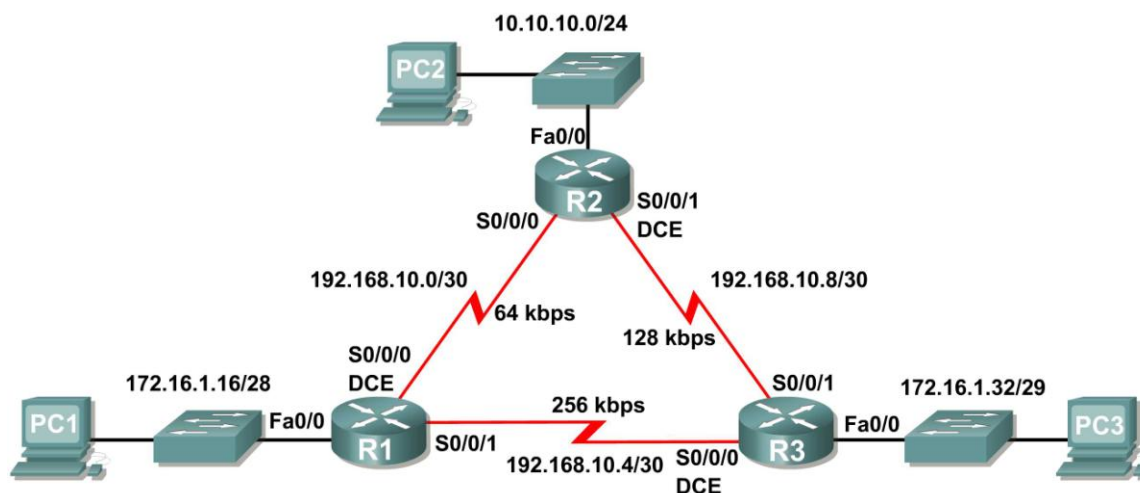 10.10.10.0/24
PC2
Fa0/0
R2
S0/0/0
S0/0/1
DCE
192.168.10.0/30
64 kbps
192.168.10.8/30
128 kbps
S0/0/0
DCE
172.16.1.16/28
PC1
Fa0/0
R1
S0/0/1
256 kbps
192.168.10.4/30
S0/0/1
S0/0/0
DCE
R3
Fa0/0
172.16.1.32/29
PC3